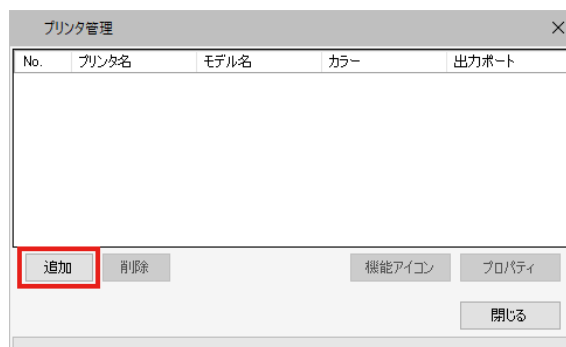 プリンタ管理
No. プリンタ名 モデル名 カラー 出力ポート
追加 削除 機能アイコン プロパティ
閉じる